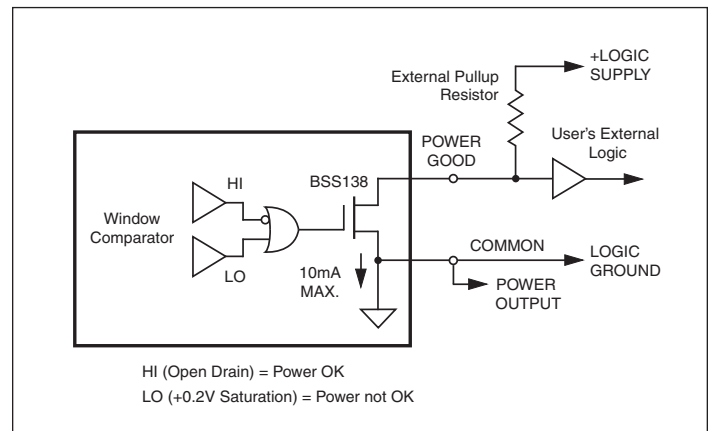 +LOGIC
SUPPLY
External Pullup
Resistor
POWER
GOOD
User's External
Logic
HI
BSS138
Window
Comparator
LO
10mA
MAX.
COMMON
LOGIC
GROUND
POWER
OUTPUT
HI (Open Drain) = Power OK
LO (+0.2V Saturation) = Power not OK